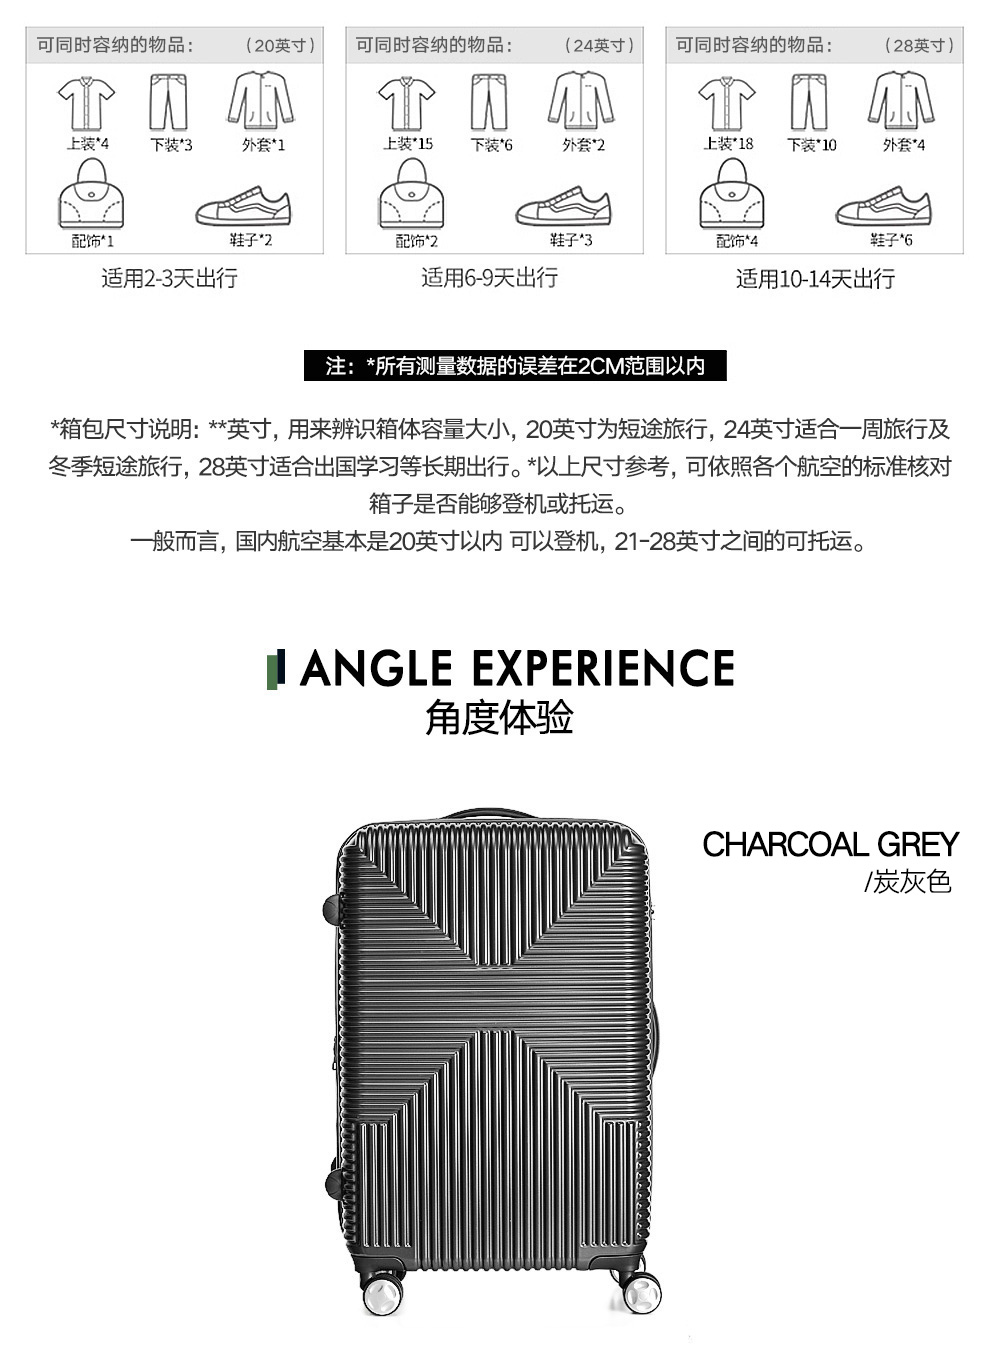 可同时容纳的物品：（20英寸）
上装*4 下装*3 外套*1
配饰*1 鞋子*2
适用2-3天出行
可同时容纳的物品：（24英寸）
上装*15 下装*6 外套*2
配饰*2 鞋子*3
适用6-9天出行
可同时容纳的物品：（28英寸）
上装*18 下装*10 外套*4
配饰*4 鞋子*6
适用10-14天出行
注：*所有测量数据的误差在2CM范围以内
*箱包尺寸说明：**英寸，用来辨识箱体容量大小，20英寸为短途旅行，24英寸适合一周旅行及
冬季短途旅行，28英寸适合出国学习等长期出行。*以上尺寸参考，可依照各个航空的标准核对
箱子是否能够登机或托运。
一般而言，国内航空基本是20英寸以内 可以登机，21-28英寸之间的可托运。
ANGLE EXPERIENCE
角度体验
CHARCOAL GREY
/炭灰色